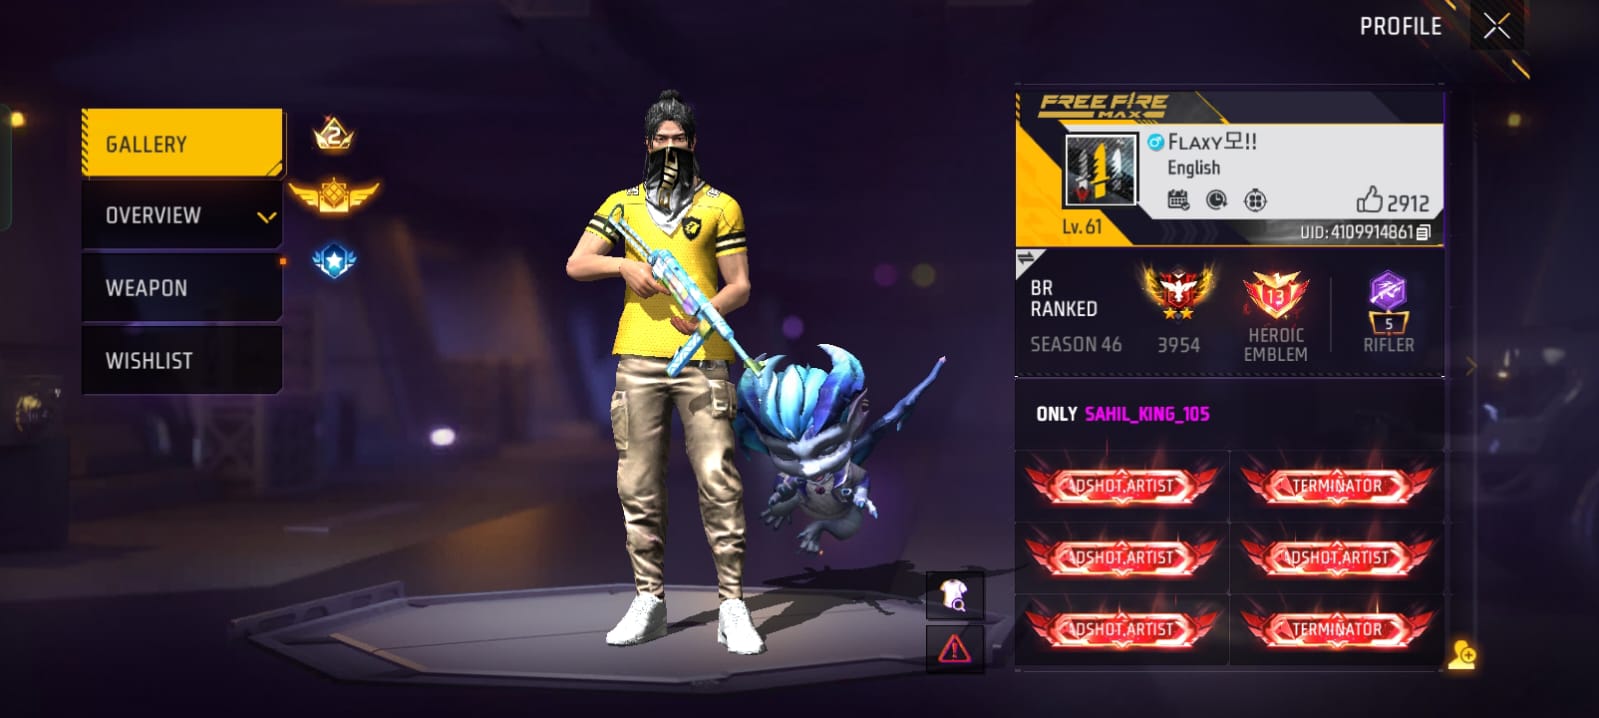 PROFILE
GALLERY
OVERVIEW
WEAPON
WISHLIST
2
FREE FIRE
MAX
FLAXY모!!
English
2912
Lv. 61
UID:4109914861
BR
RANKED
SEASON 46
3954
13
HEROIC
EMBLEM
5
RIFLER
ONLY SAHIL_KING_105
ADSHOT,ARTIST
TERMINATOR
ADSHOT,ARTIST
ADSHOT,ARTIST
ADSHOT,ARTIST
TERMINATOR